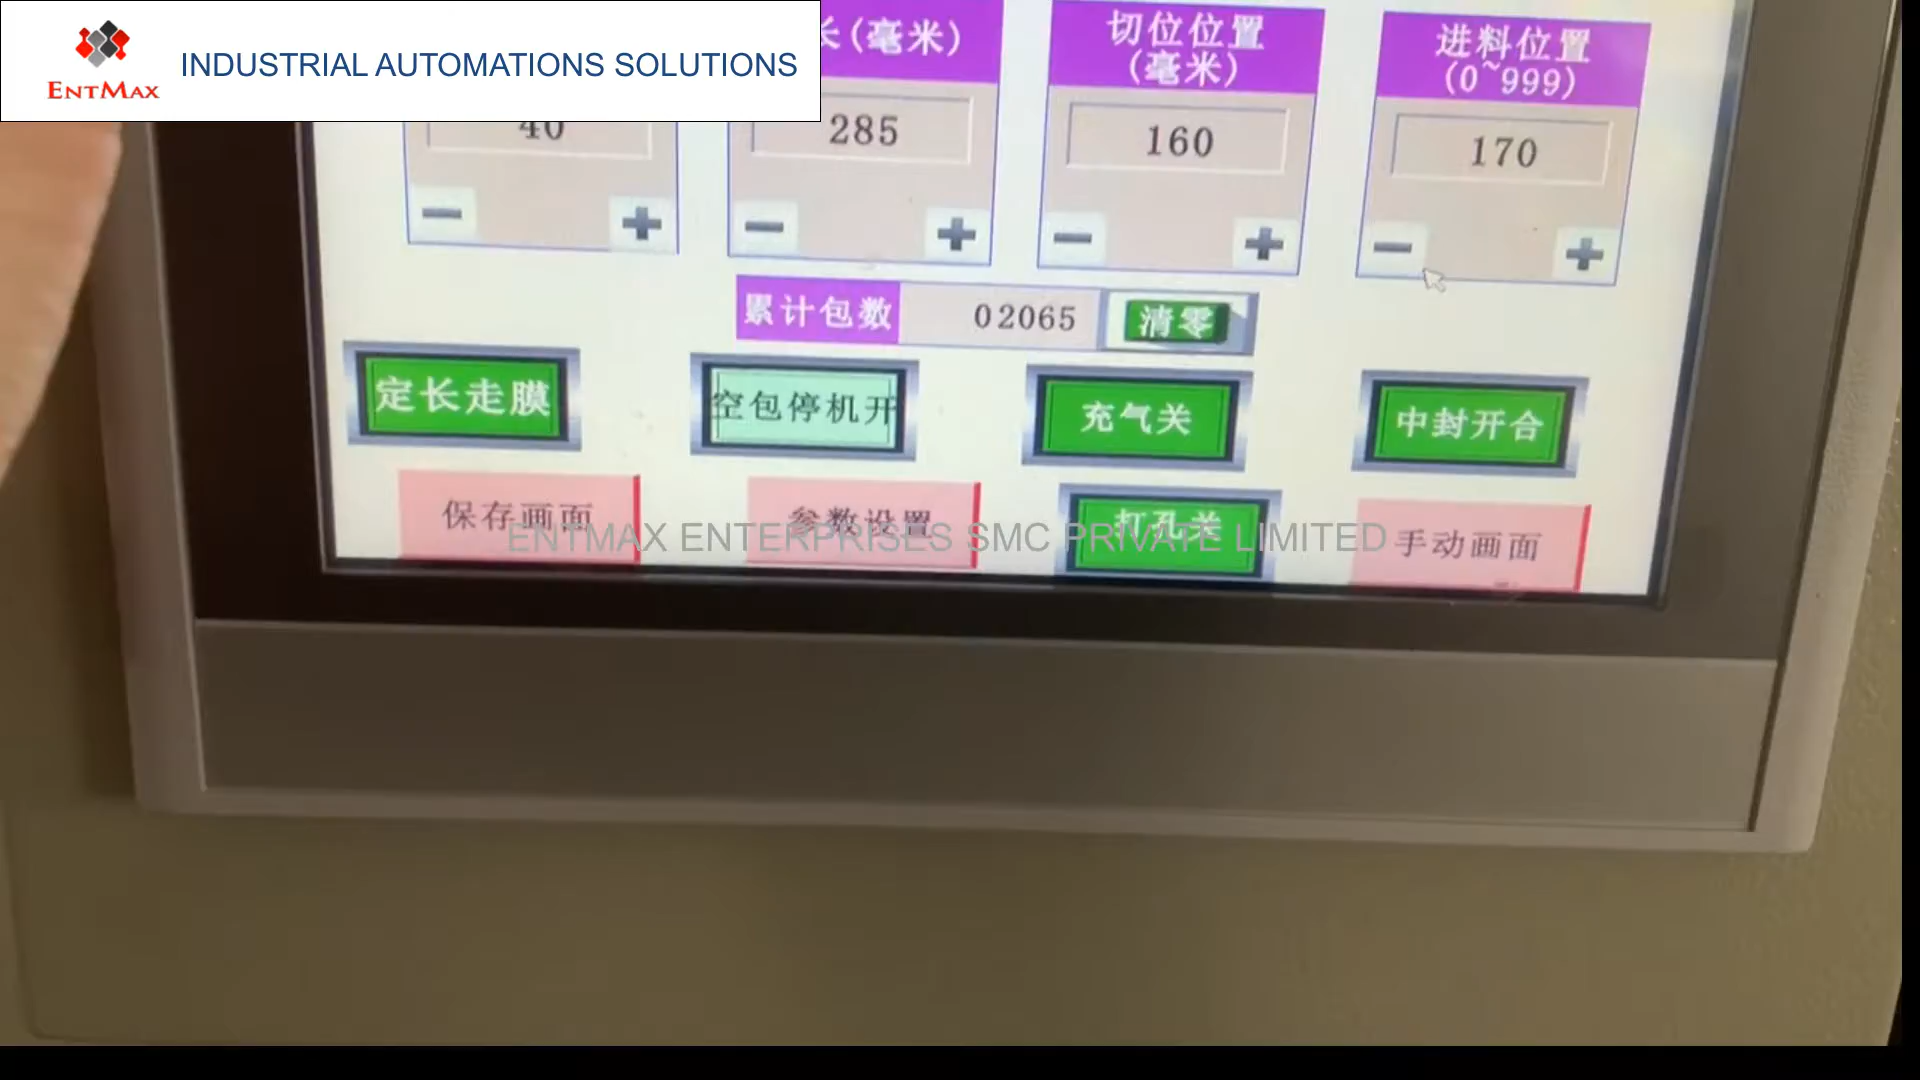 ENTMAX
INDUSTRIAL AUTOMATIONS SOLUTIONS
长(毫米)
切位位置
(毫米)
进料位置
(0~999)
40
285
160
170
累计包数
02065
清零
定长走膜
空包停机开
充气关
中封开合
保存画面
参数设置
打孔关
手动画面
ENTMAX ENTERPRISES SMC PRIVATE LIMITED